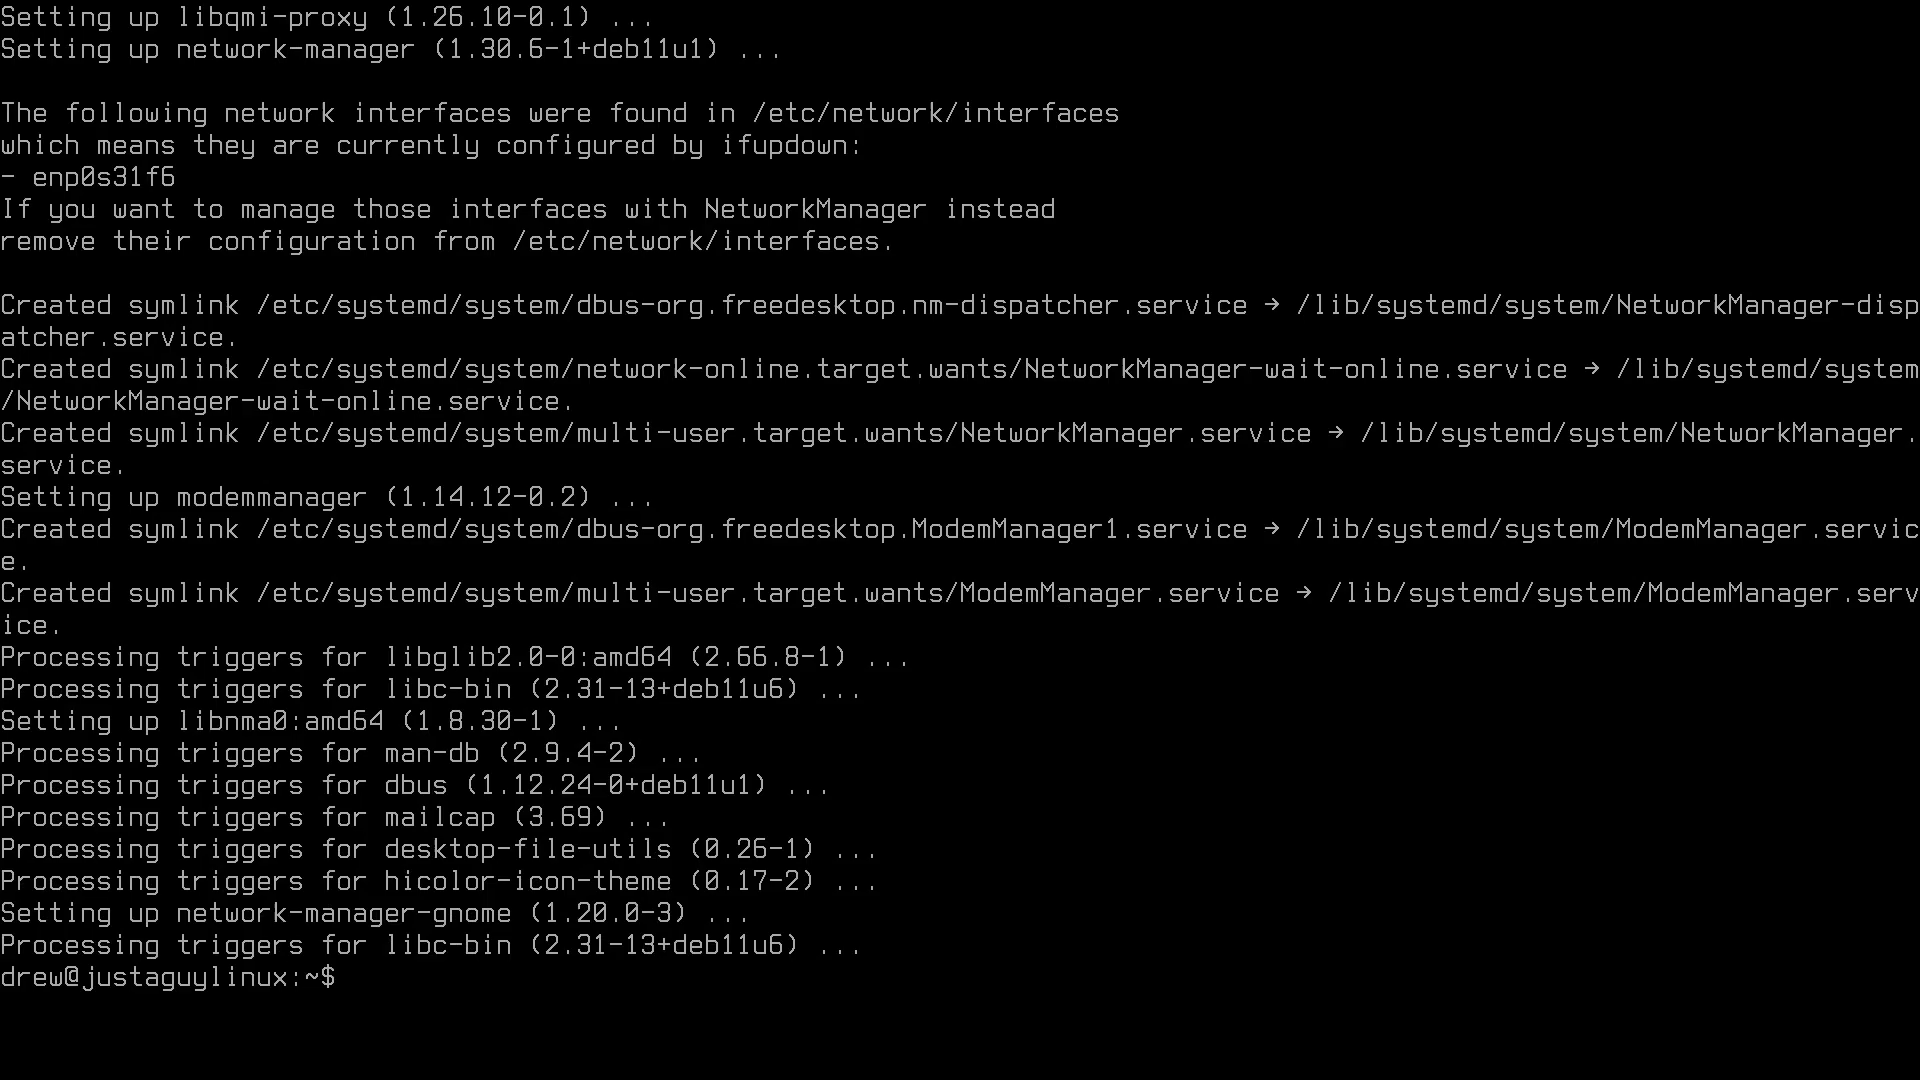 Setting up libqmi-proxy (1.26.10-0.1) ...
Setting up network-manager (1.30.6-1+deb11u1) ...
The following network interfaces were found in /etc/network/interfaces
which means they are currently configured by ifupdown:
- enp0s31f6
If you want to manage those interfaces with NetworkManager instead
remove their configuration from /etc/network/interfaces.
Created symlink /etc/systemd/system/dbus-org.freedesktop.nm-dispatcher.service → /lib/systemd/system/NetworkManager-disp
atcher.service.
Created symlink /etc/systemd/system/network-online.target.wants/NetworkManager-wait-online.service → /lib/systemd/system
/NetworkManager-wait-online.service.
Created symlink /etc/systemd/system/multi-user.target.wants/NetworkManager.service → /lib/systemd/system/NetworkManager.
service.
Setting up modemmanager (1.14.12-0.2) ...
Created symlink /etc/systemd/system/dbus-org.freedesktop.ModemManager1.service → /lib/systemd/system/ModemManager.servic
e.
Created symlink /etc/systemd/system/multi-user.target.wants/ModemManager.service → /lib/systemd/system/ModemManager.serv
ice.
Processing triggers for libglib2.0-0:amd64 (2.66.8-1) ...
Processing triggers for libc-bin (2.31-13+deb11u6) ...
Setting up libnma0:amd64 (1.8.30-1) ...
Processing triggers for man-db (2.9.4-2) ...
Processing triggers for dbus (1.12.24-0+deb11u1) ...
Processing triggers for mailcap (3.69) ...
Processing triggers for desktop-file-utils (0.26-1) ...
Processing triggers for hicolor-icon-theme (0.17-2) ...
Setting up network-manager-gnome (1.20.0-3) ...
Processing triggers for libc-bin (2.31-13+deb11u6) ...
drew@justaguylinux:~$